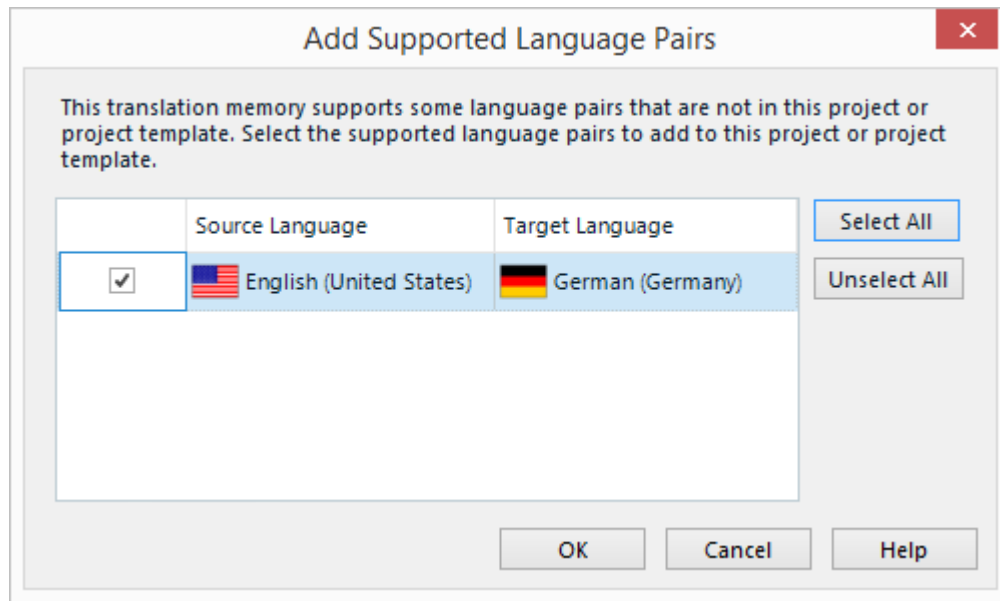 Add Supported Language Pairs
This translation memory supports some language pairs that are not in this project or
project template. Select the supported language pairs to add to this project or project
template.
Source Language Target Language
English (United States) German (Germany)
Select All
Unselect All
OK Cancel Help